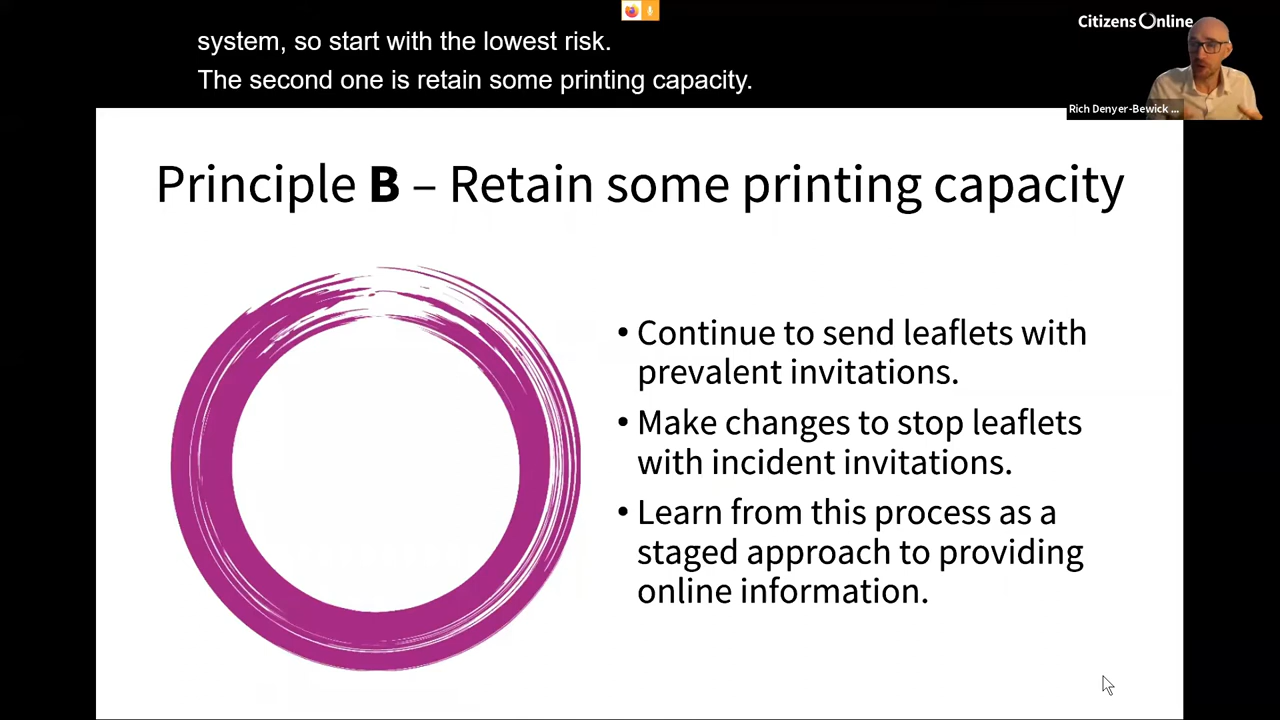 system, so start with the lowest risk.
The second one is retain some printing capacity.
Citizens Online
Rich Denyer-Bewick ...
Principle B – Retain some printing capacity
• Continue to send leaflets with
prevalent invitations.
• Make changes to stop leaflets
with incident invitations.
• Learn from this process as a
staged approach to providing
online information.